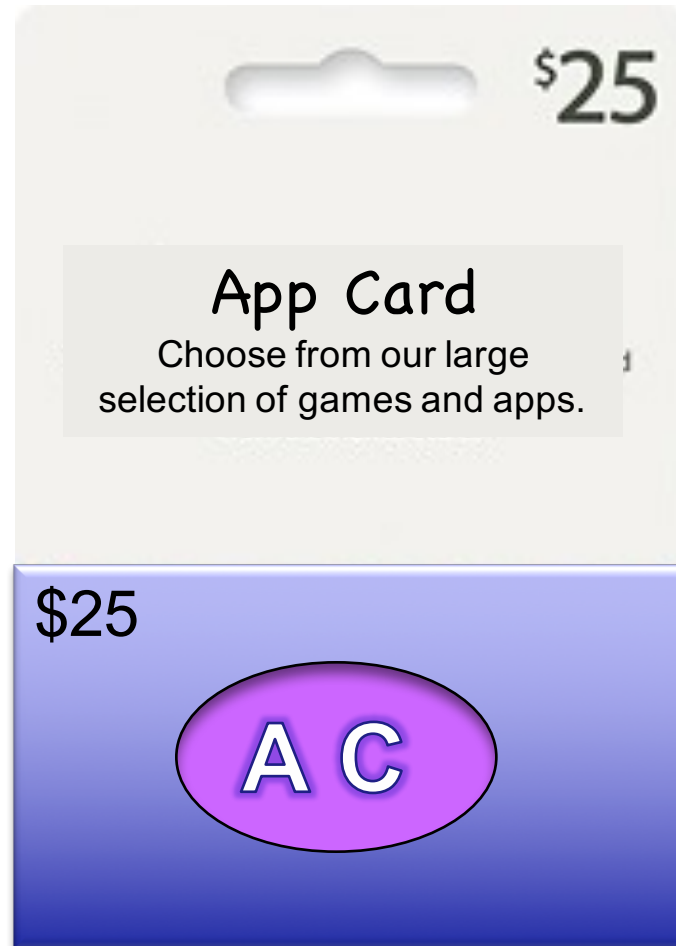 $25
App Card
Choose from our large
selection of games and apps.
$25
A C